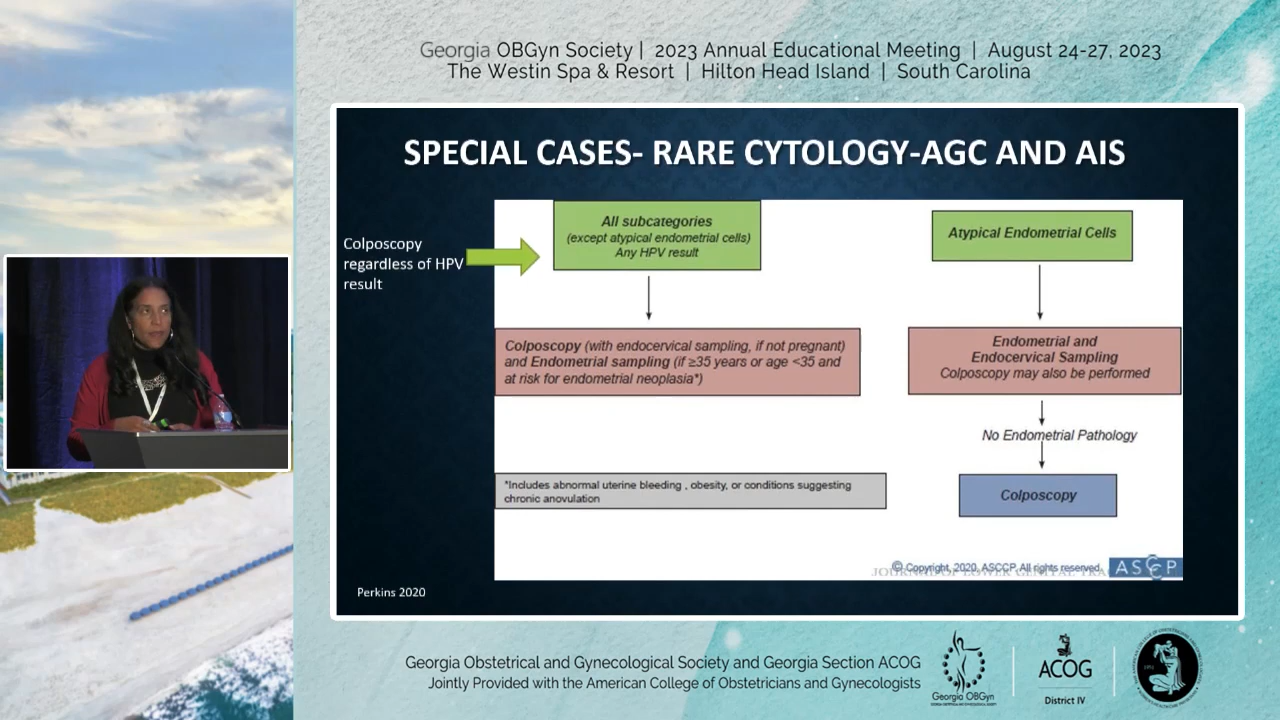 Georgia OBGyn Society | 2023 Annual Educational Meeting | August 24-27, 2023
The Westin Spa & Resort | Hilton Head Island | South Carolina
SPECIAL CASES- RARE CYTOLOGY-AGC AND AIS
Colposcopy
regardless of HPV
result
All subcategories
(except atypical endometrial cells)
Any HPV result
Colposcopy (with endocervical sampling, if not pregnant)
and Endometrial sampling (if ≥35 years or age <35 and
at risk for endometrial neoplasia*)
*Includes abnormal uterine bleeding , obesity, or conditions suggesting
chronic anovulation
Atypical Endometrial Cells
Endometrial and
Endocervical Sampling
Colposcopy may also be performed
No Endometrial Pathology
Colposcopy
© Copyright, 2020, ASCCP. All rights reserved.
ASCCP
JOURNAL OF LOWER GENITAL TRA
Perkins 2020
Georgia Obstetrical and Gynecological Society and Georgia Section ACOG
Jointly Provided with the American College of Obstetricians and Gynecologists
Georgia OBGyn
ACOG
District IV